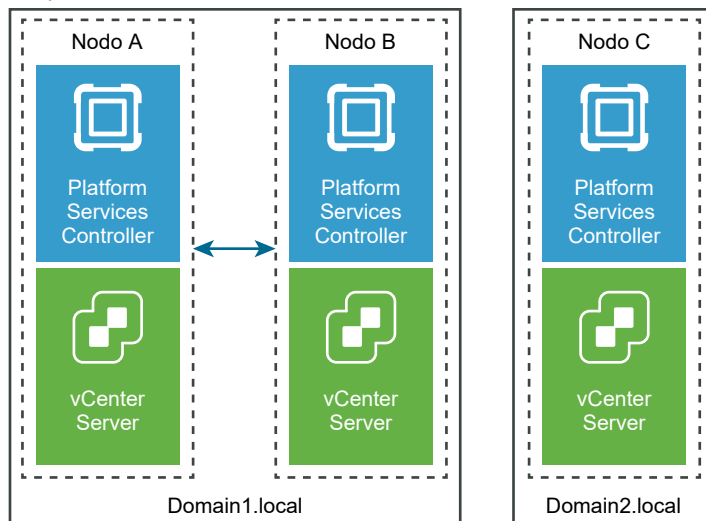 Nodo A
Platform
Services
Controller
vCenter
Server
Nodo B
Platform
Services
Controller
vCenter
Server
Domain1.local
Nodo C
Platform
Services
Controller
vCenter
Server
Domain2.local